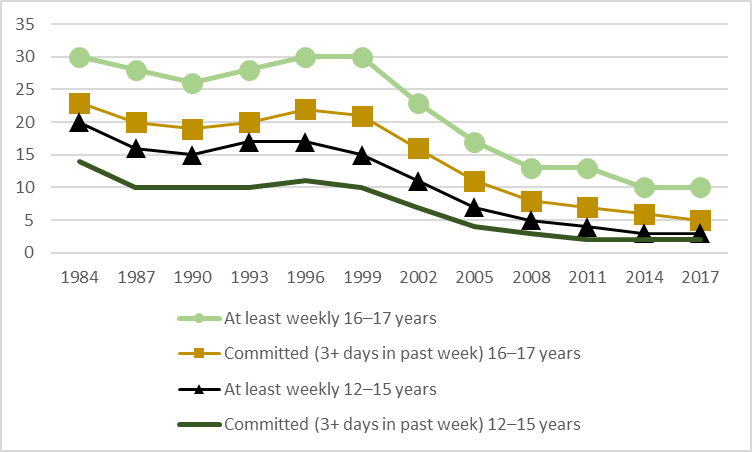 35
30
25
20
15
10
5
0
1984 1987 1990 1993 1996 1999 2002 2005 2008 2011 2014 2017
At least weekly 16–17 years
Committed (3+ days in past week) 16–17 years
At least weekly 12–15 years
Committed (3+ days in past week) 12–15 years